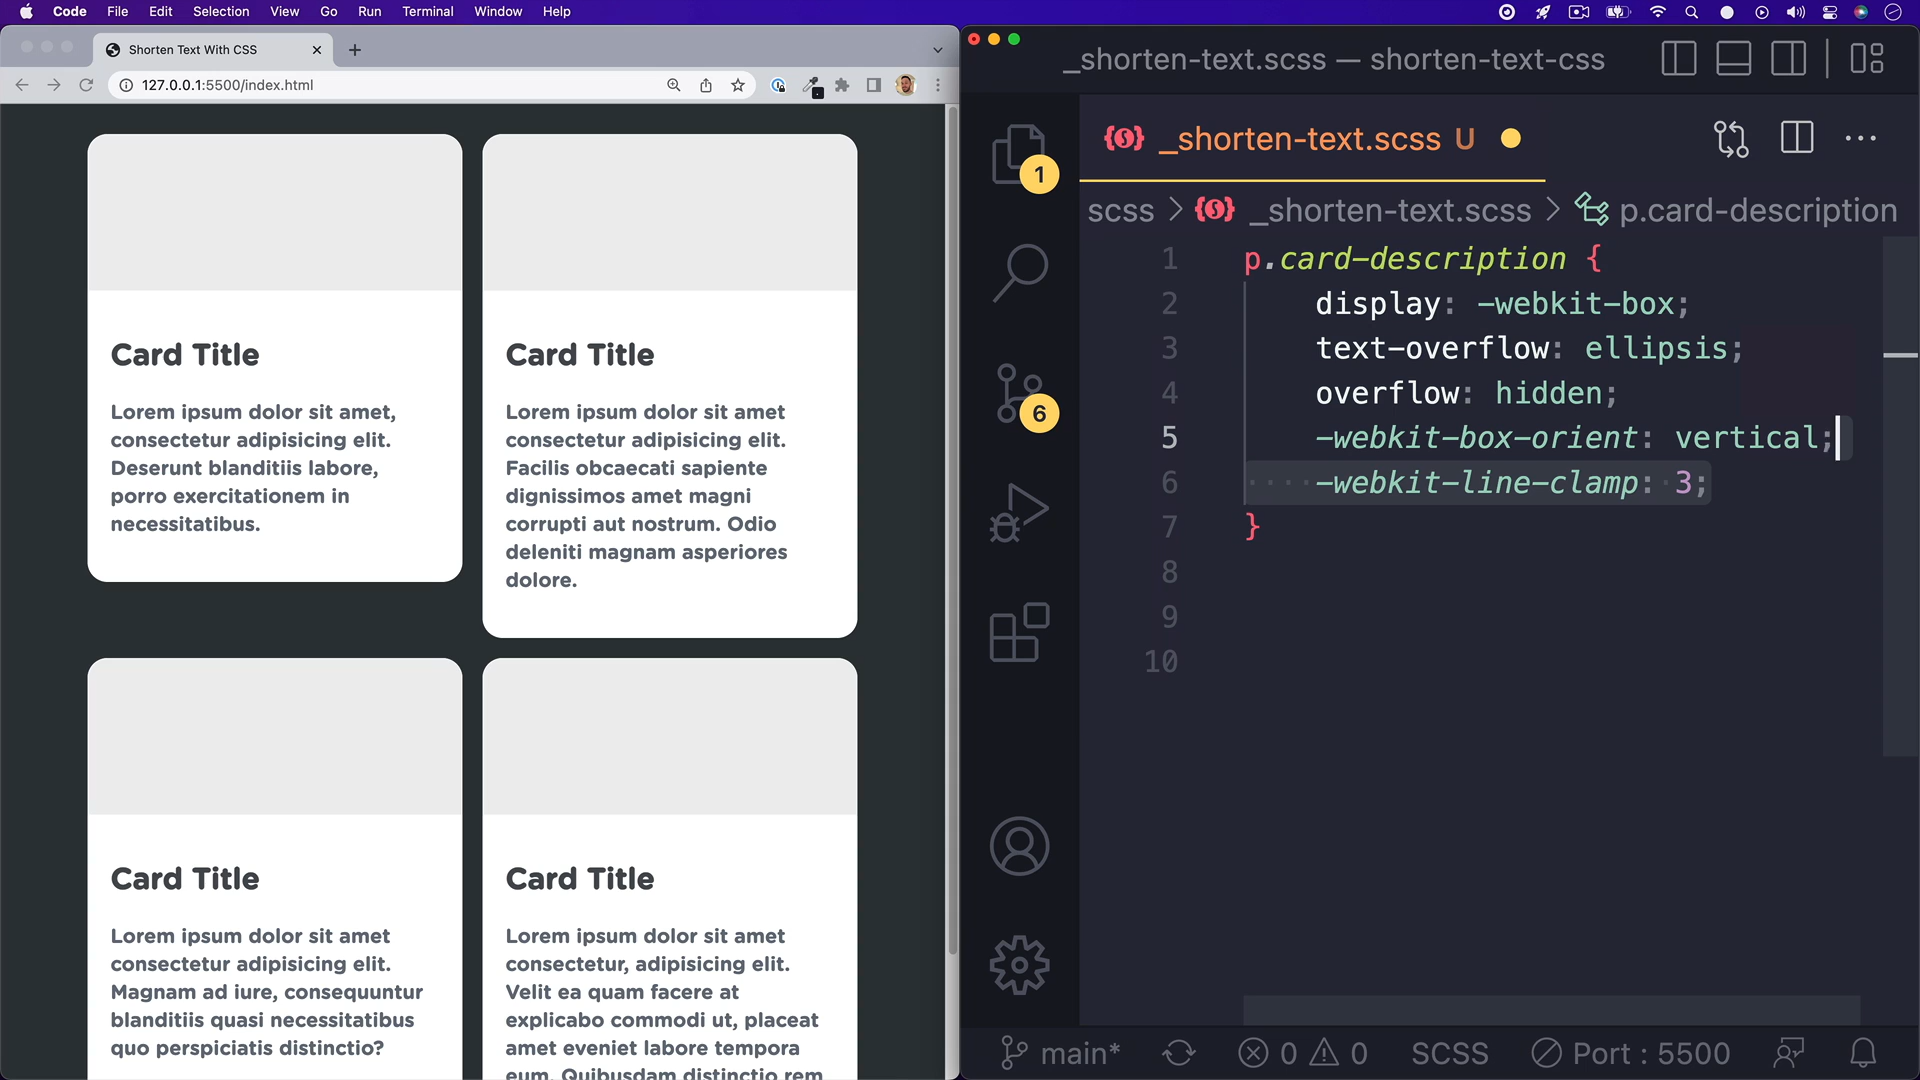 Code File Edit Selection View Go Run Terminal Window Help
Shorten Text With CSS
127.0.0.1:5500/index.html
Card Title
Lorem ipsum dolor sit amet,
consectetur adipisicing elit.
Deserunt blanditiis labore,
porro exercitationem in
necessitatibus.
Card Title
Lorem ipsum dolor sit amet
consectetur adipisicing elit.
Facilis obcaecati sapiente
dignissimos amet magni
corrupti aut nostrum. Odio
deleniti magnam asperiores
dolore.
Card Title
Lorem ipsum dolor sit amet
consectetur adipisicing elit.
Magnam ad iure, consequuntur
blanditiis quasi necessitatibus
quo perspiciatis distinctio?
Card Title
Lorem ipsum dolor sit amet
consectetur, adipisicing elit.
Velit ea quam facere at
explicabo commodi ut, placeat
amet eveniet labore tempora
eum. Quibusdam distinctio rem
_shorten-text.scss — shorten-text-css
_shorten-text.scss U
scss > _shorten-text.scss > p.card-description
1
6
1 p.card-description {
2 display: -webkit-box;
3 text-overflow: ellipsis;
4 overflow: hidden;
5 -webkit-box-orient: vertical;
6 -webkit-line-clamp: 3;
7 }
8
9
10
main* 0 0 SCSS Port : 5500